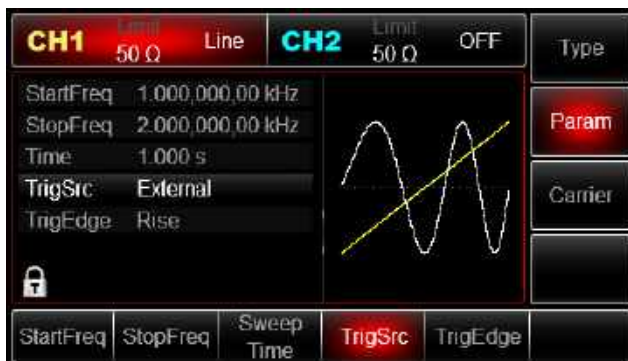 CH1 Limit 50 Ω Line CH2 Limit 50 Ω OFF
Type
StartFreq 1.000,000,00 kHz
StopFreq 2.000,000,00 kHz
Param
Time 1.000 s
TrigSrc External
Carrier
TrigEdge Rise
T
StartFreq StopFreq Sweep Time TrigSrc TrigEdge